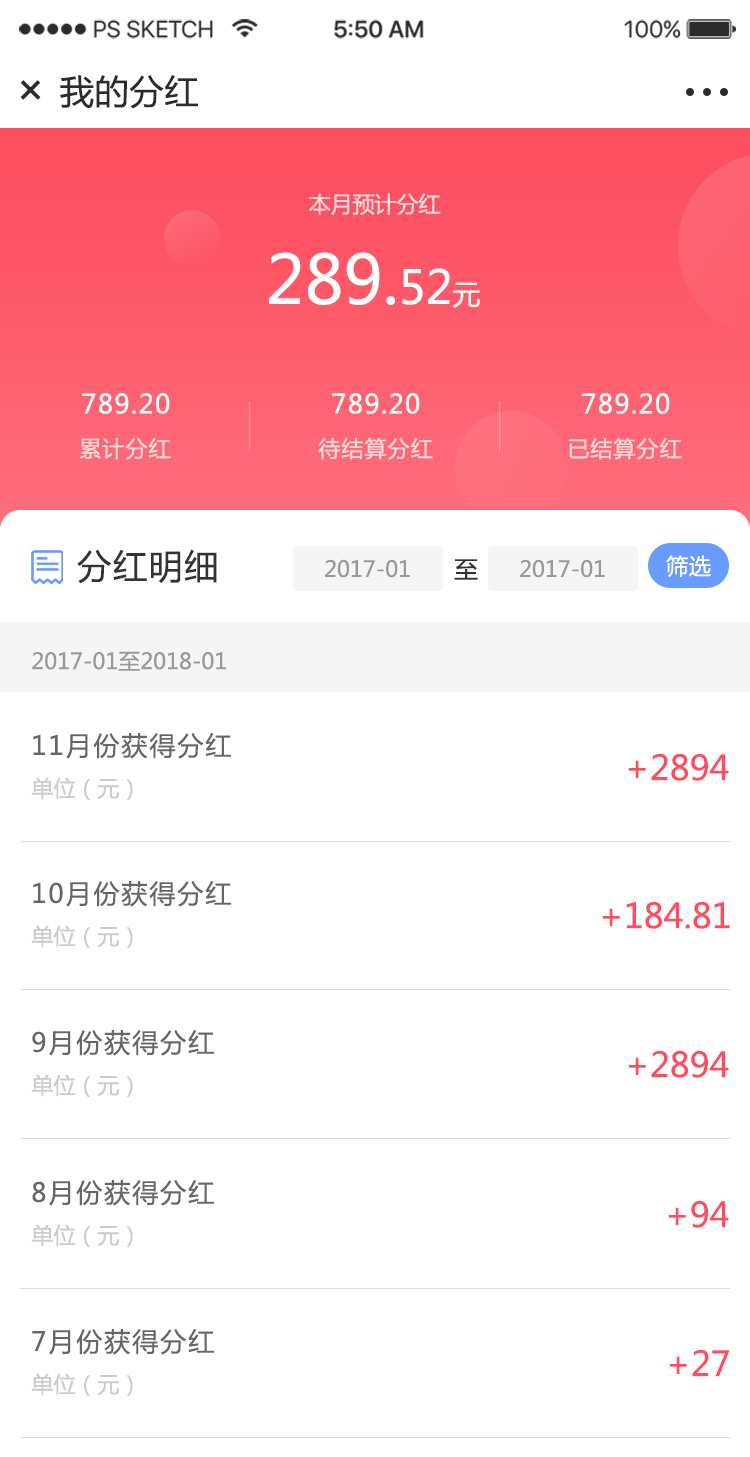 PS SKETCH 5:50 AM 100%
× 我的分红
本月预计分红
289.52元
789.20 789.20 789.20
累计分红 待结算分红 已结算分红
分红明细 2017-01 至 2017-01 筛选
2017-01至2018-01
11月份获得分红
+2894
单位 ( 元 )
10月份获得分红
+184.81
单位 ( 元 )
9月份获得分红
+2894
单位 ( 元 )
8月份获得分红
+94
单位 ( 元 )
7月份获得分红
+27
单位 ( 元 )